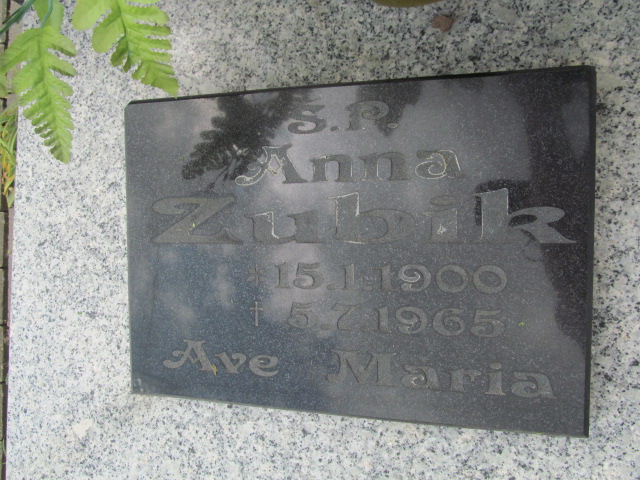 Ś.P.
Anna
Zubik
* 15.1.1900
† 5.7.1965
Ave Maria